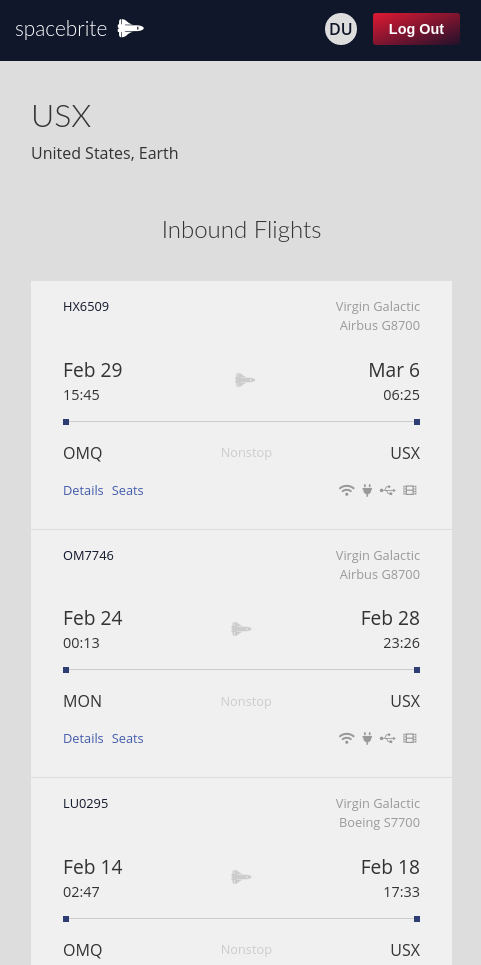 spacebrite
DU
Log Out
USX
United States, Earth
Inbound Flights
HX6509
Virgin Galactic
Airbus G8700
Feb 29
Mar 6
15:45
06:25
OMQ
Nonstop
USX
Details Seats
OM7746
Virgin Galactic
Airbus G8700
Feb 24
Feb 28
00:13
23:26
MON
Nonstop
USX
Details Seats
LU0295
Virgin Galactic
Boeing S7700
Feb 14
Feb 18
02:47
17:33
OMQ
Nonstop
USX